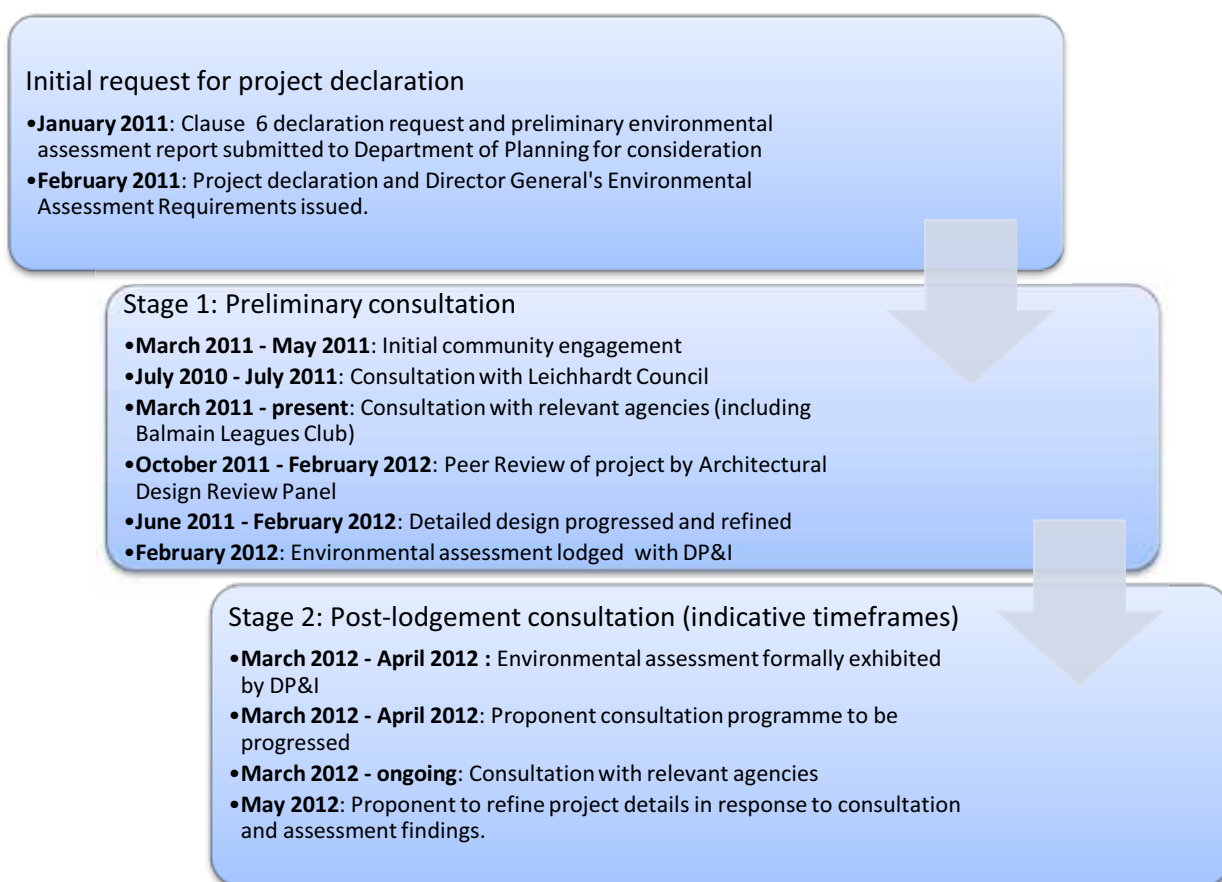 Initial request for project declaration
•January 2011: Clause 6 declaration request and preliminary environmental
assessment report submitted to Department of Planning for consideration
•February 2011: Project declaration and Director General's Environmental
Assessment Requirements issued.
Stage 1: Preliminary consultation
•March 2011 - May 2011: Initial community engagement
•July 2010 - July 2011: Consultation with Leichhardt Council
•March 2011 - present: Consultation with relevant agencies (including
Balmain Leagues Club)
•October 2011 - February 2012: Peer Review of project by Architectural
Design Review Panel
•June 2011 - February 2012: Detailed design progressed and refined
•February 2012: Environmental assessment lodged with DP&I
Stage 2: Post-lodgement consultation (indicative timeframes)
•March 2012 - April 2012 : Environmental assessment formally exhibited
by DP&I
•March 2012 - April 2012: Proponent consultation programme to be
progressed
•March 2012 - ongoing: Consultation with relevant agencies
•May 2012: Proponent to refine project details in response to consultation
and assessment findings.